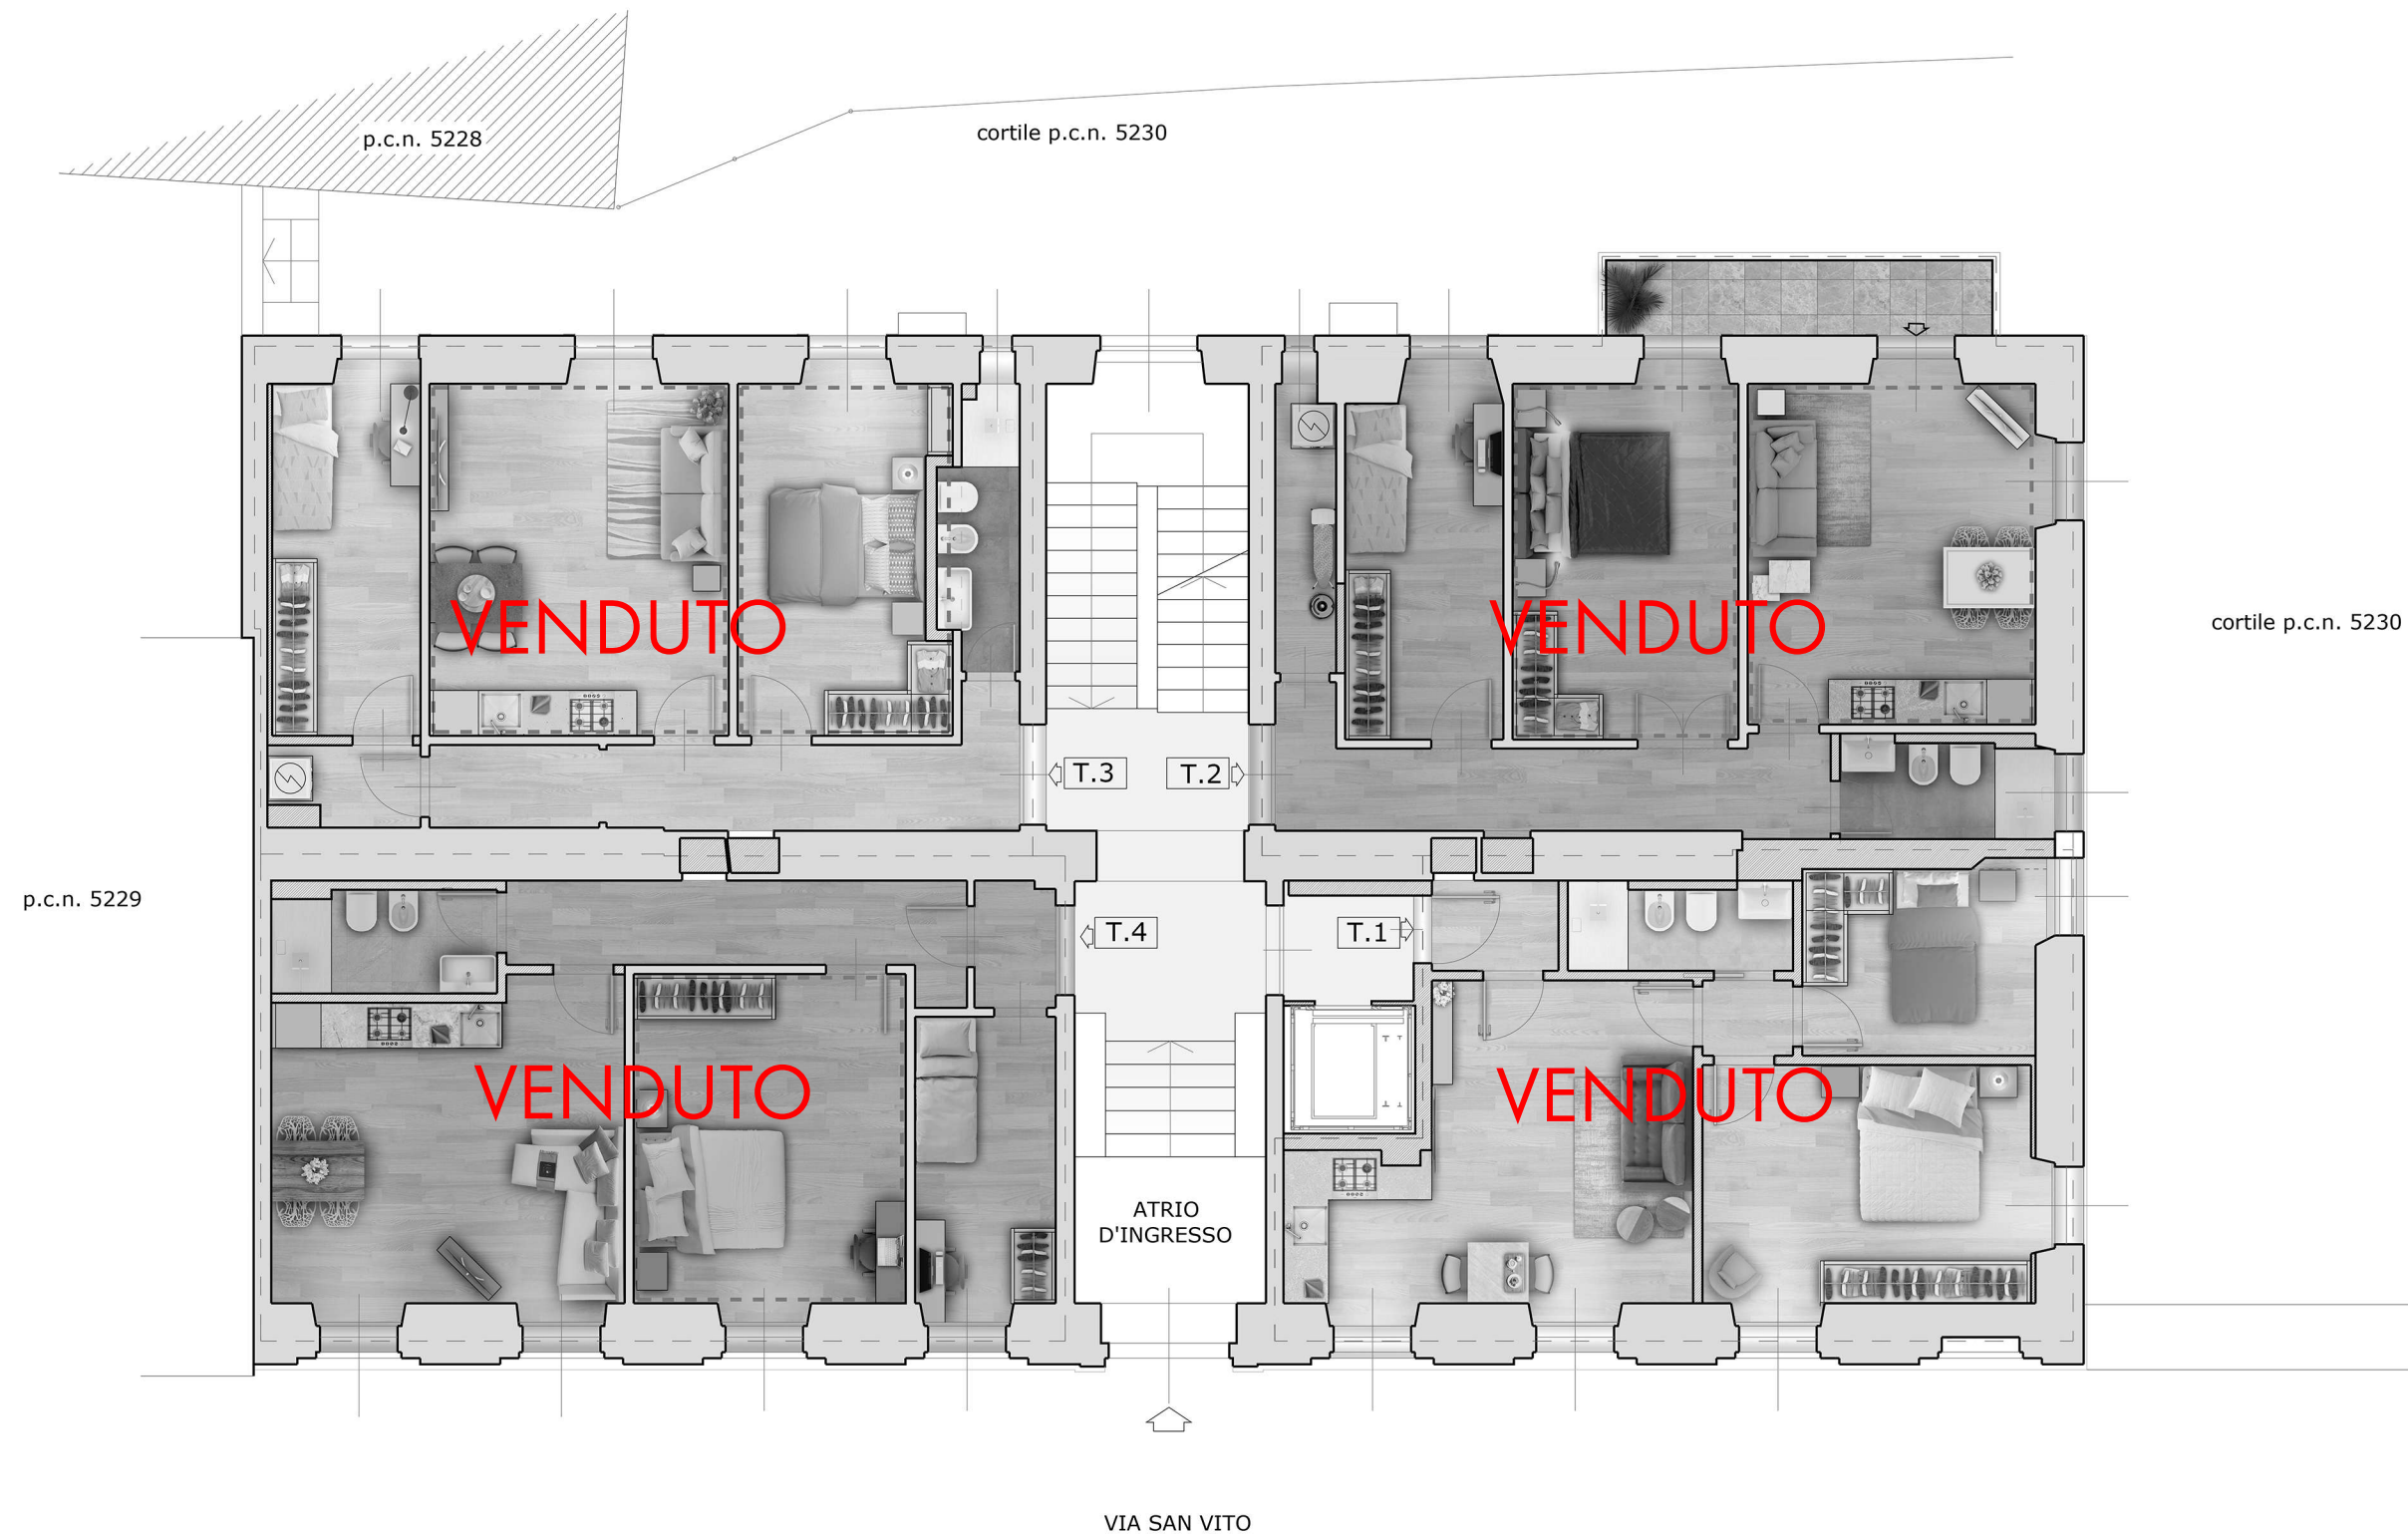 p.c.n. 5228
cortile p.c.n. 5230
VENDUTO
VENDUTO
cortile p.c.n. 5230
T.3
T.2
p.c.n. 5229
T.4
T.1
VENDUTO
VENDUTO
ATRIO
D'INGRESSO
VIA SAN VITO